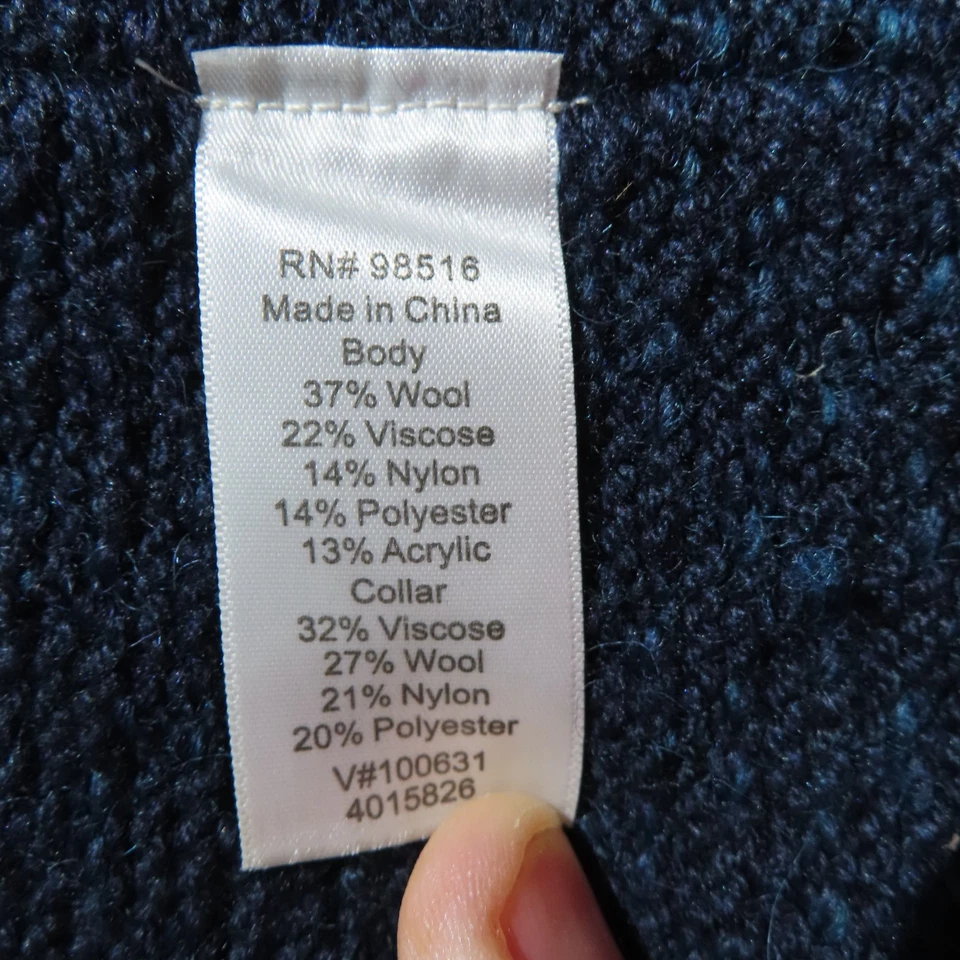 RN# 98516
Made in China
Body
37% Wool
22% Viscose
14% Nylon
14% Polyester
13% Acrylic
Collar
32% Viscose
27% Wool
21% Nylon
20% Polyester
V#100631
4015826